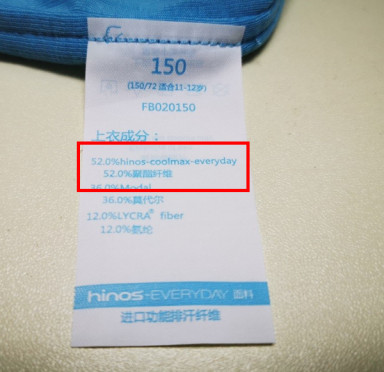 150
(150/72 适合11-12岁)
FB020150
上衣成分：
52.0%hinos-coolmax-everyday
52.0%聚酯纤维
36.0%Modal
36.0%莫代尔
12.0%LYCRA® fiber
12.0%氨纶
hinos-EVERYDAY 面料
进口功能排汗纤维